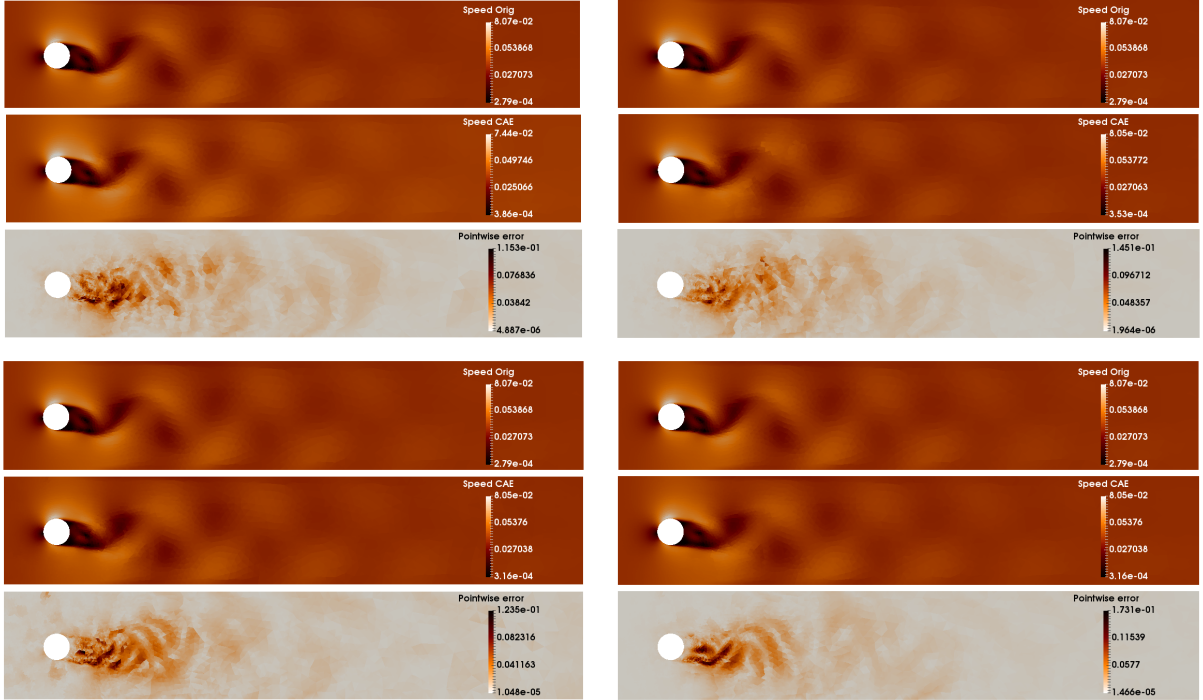 Speed Orig
8.07e-02
0.053868
0.027073
2.79e-04
Speed CAE
7.44e-02
0.049746
0.025066
3.86e-04
Pointwise error
1.153e-01
0.076836
0.03842
4.887e-06
Speed Orig
8.07e-02
0.053868
0.027073
2.79e-04
Speed CAE
8.05e-02
0.053772
0.027063
3.53e-04
Pointwise error
1.451e-01
0.096712
0.048357
1.964e-06
Speed Orig
8.07e-02
0.053868
0.027073
2.79e-04
Speed CAE
8.05e-02
0.05376
0.027038
3.16e-04
Pointwise error
1.235e-01
0.082316
0.041163
1.048e-05
Speed Orig
8.07e-02
0.053868
0.027073
2.79e-04
Speed CAE
8.05e-02
0.05376
0.027038
3.16e-04
Pointwise error
1.731e-01
0.11539
0.0577
1.466e-05